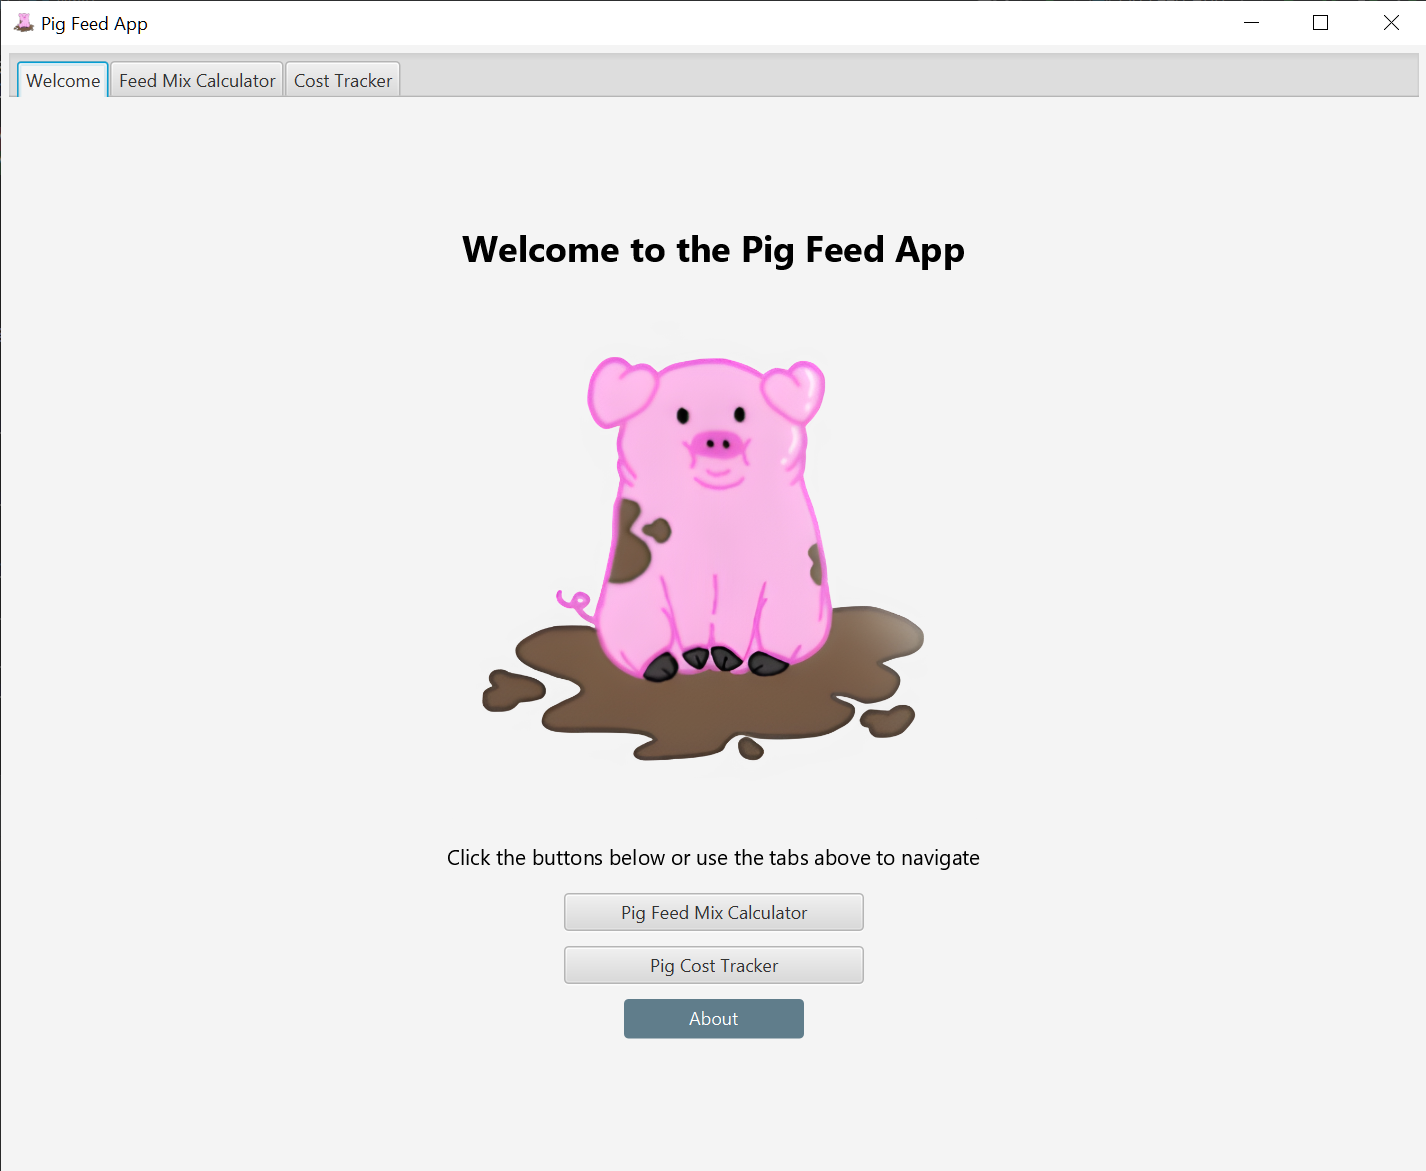 Pig Feed App
Welcome Feed Mix Calculator Cost Tracker
Welcome to the Pig Feed App
Click the buttons below or use the tabs above to navigate
Pig Feed Mix Calculator
Pig Cost Tracker
About